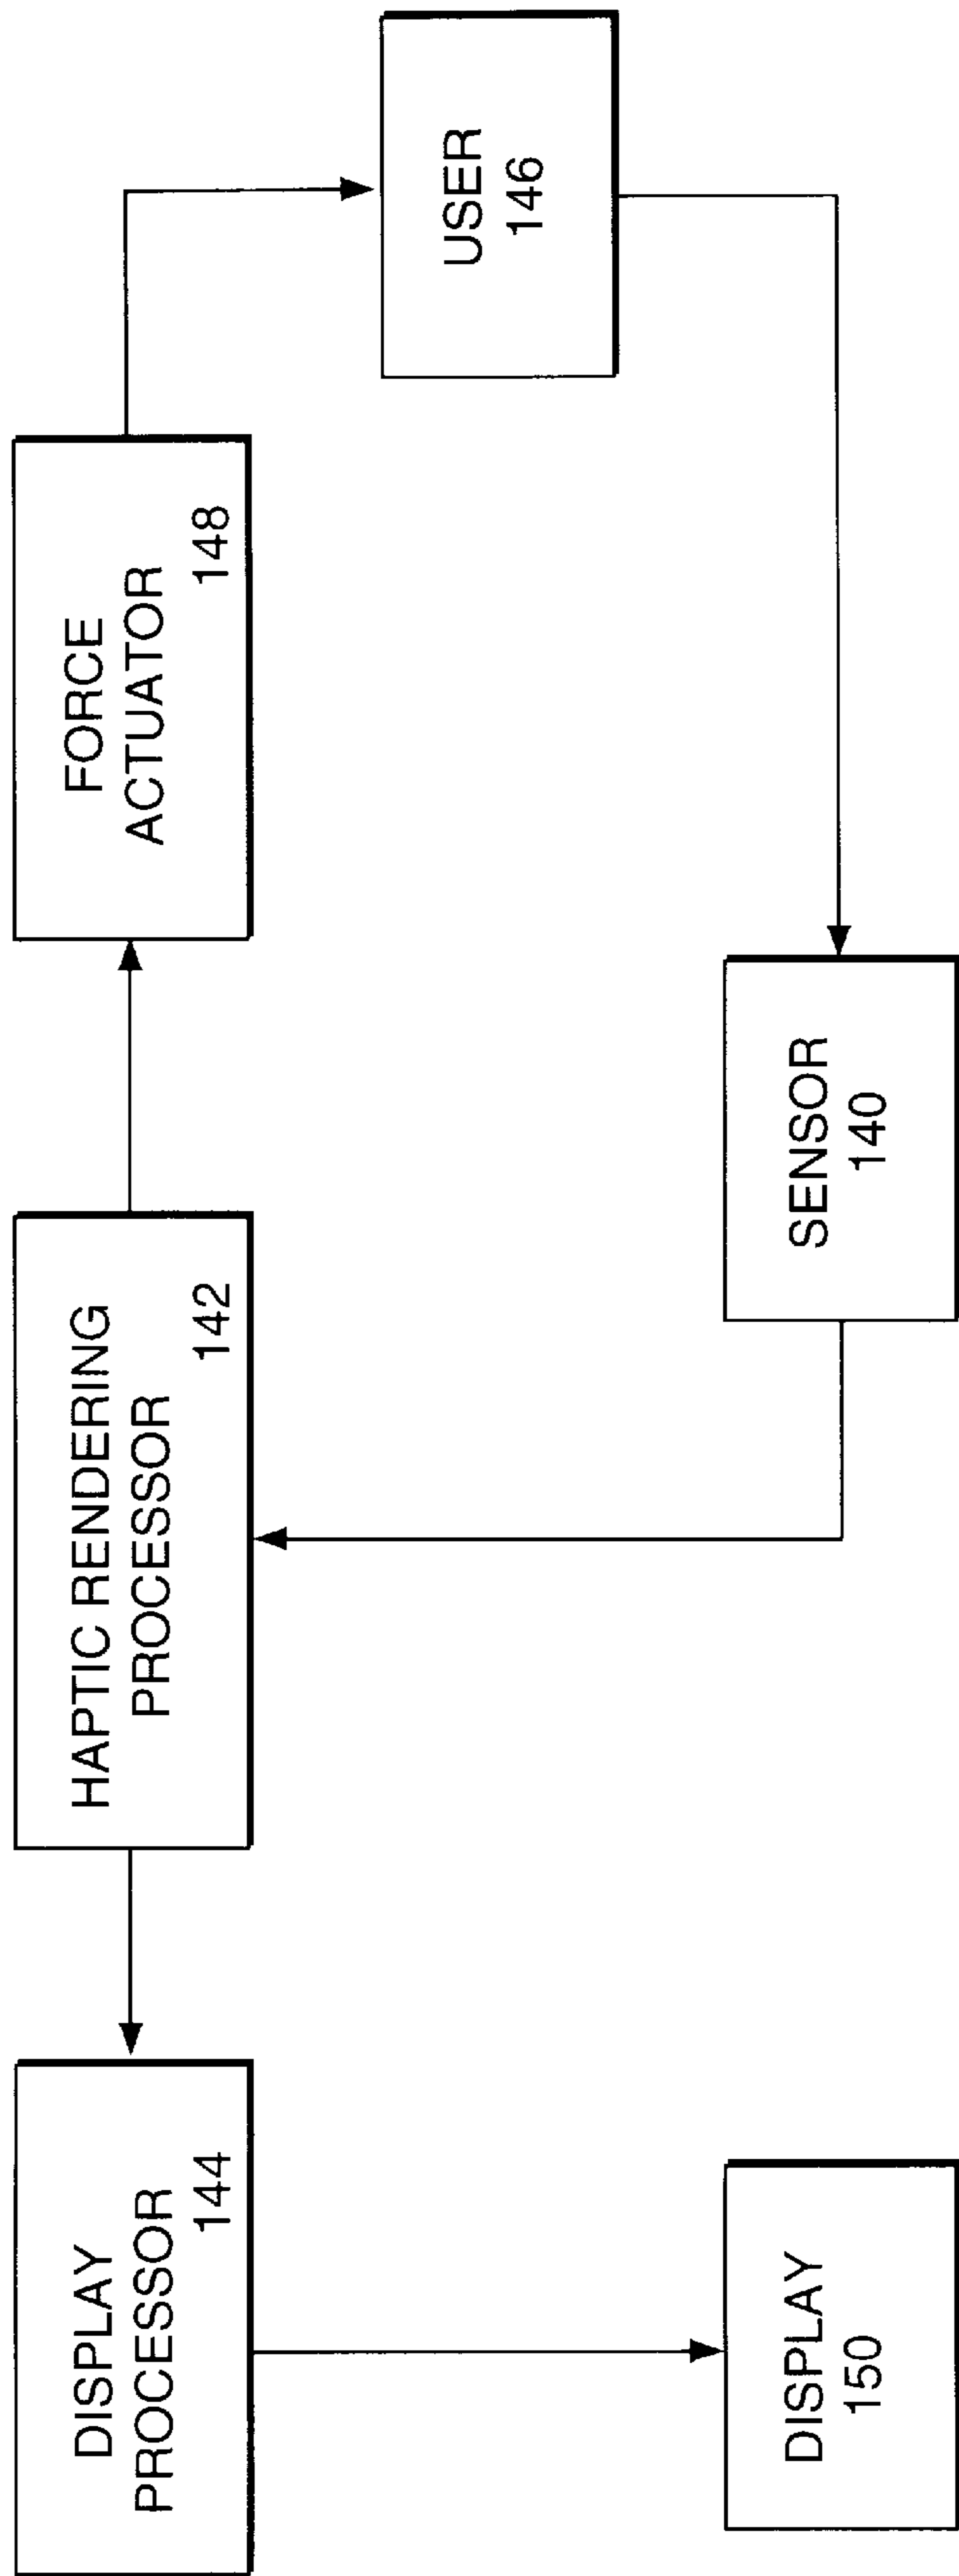 DISPLAY
PROCESSOR
144
HAPTIC RENDERING
PROCESSOR
142
FORCE
ACTUATOR
148
USER
146
DISPLAY
150
SENSOR
140